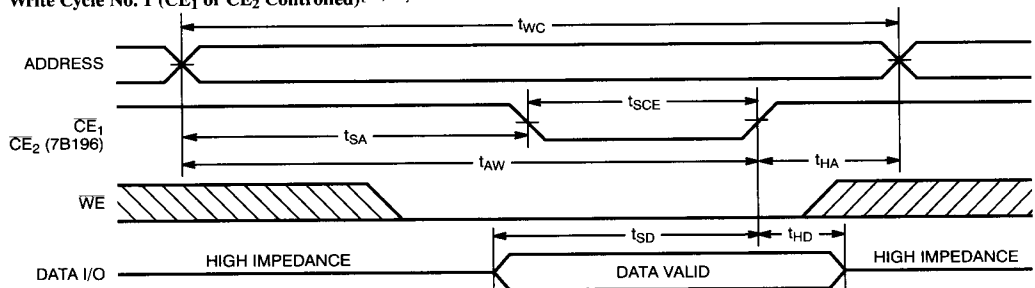 Write Cycle No. 1 (CE1 or CE2 Controlled)
tWC
ADDRESS
tSCE
CE1
CE2 (7B196)
tSA
tAW
tHA
WE
tSD
tHD
HIGH IMPEDANCE
DATA VALID
HIGH IMPEDANCE
DATA I/O